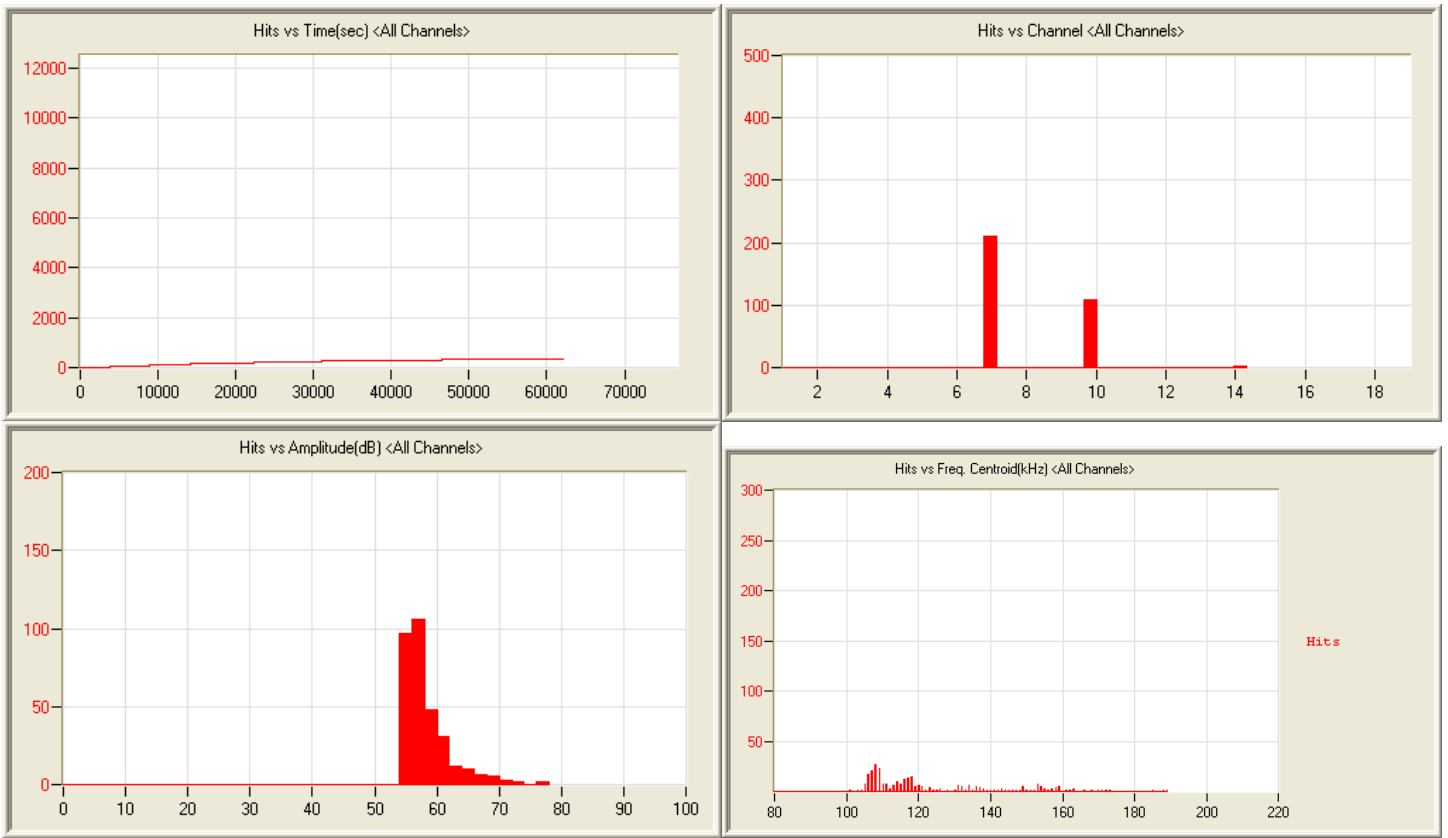 Hits vs Time(sec) <All Channels>
12000
10000
8000
6000
4000
2000
0
0 10000 20000 30000 40000 50000 60000 70000
Hits vs Channel <All Channels>
500
400
300
200
100
0
2 4 6 8 10 12 14 16 18
Hits vs Amplitude(dB) <All Channels>
200
150
100
50
0
0 10 20 30 40 50 60 70 80 90 100
Hits vs Freq. Centroid(kHz) <All Channels>
300
250
200
150
100
50
80 100 120 140 160 180 200 220
Hits